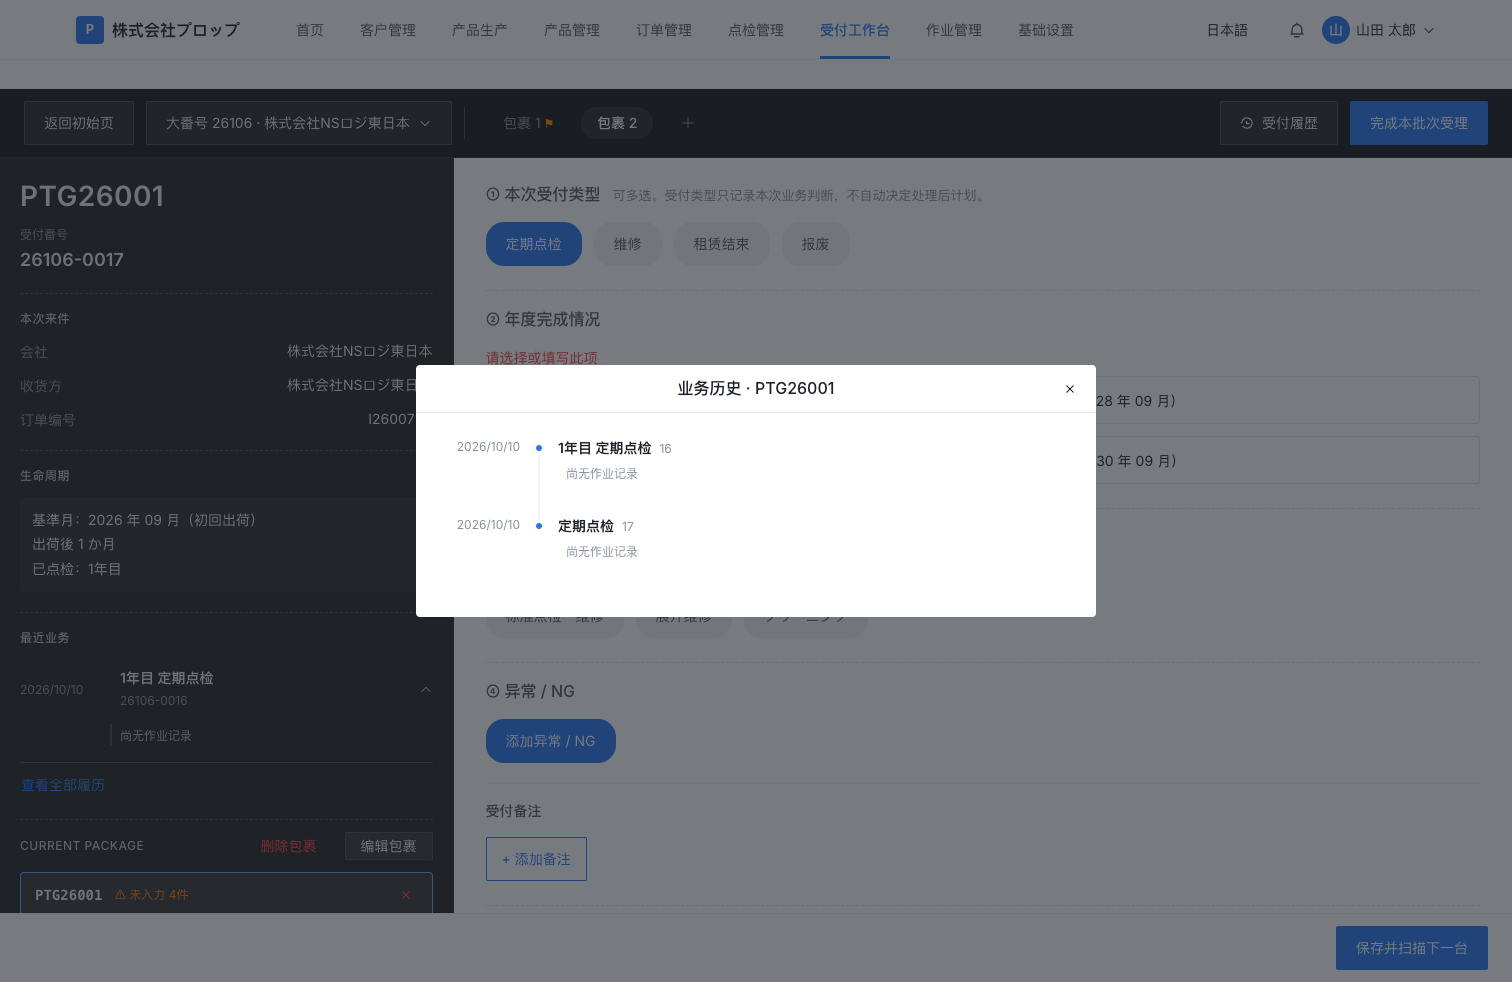 P 株式会社プロップ 首页 客户管理 产品生产 产品管理 订单管理 点检管理 受付工作台 作业管理 基础设置 日本語 山 山田 太郎
返回初始页 大番号 26106 · 株式会社NSロジ東日本 包裹 1 包裹 2 + 受付履歴 完成本批次受理
PTG26001
受付番号
26106-0017
本次来件
会社 株式会社NSロジ東日本
收货方 株式会社NSロジ東日
订单编号 I26007
生命周期
基準月：2026 年 09 月（初回出荷）
出荷後 1 か月
已点检：1年目
最近业务
2026/10/10 1年目 定期点检
26106-0016
尚无作业记录
查看全部履历
CURRENT PACKAGE 删除包裹 编辑包裹
PTG26001 未入力 4件
① 本次受付类型 可多选。受付类型只记录本次业务判断，不自动决定处理后计划。
定期点检 维修 租赁结束 报废
② 年度完成情况
请选择或填写此项
28 年 09 月）
30 年 09 月）
业务历史 · PTG26001
2026/10/10 1年目 定期点检 16
尚无作业记录
2026/10/10 定期点检 17
尚无作业记录
④ 异常 / NG
添加异常 / NG
受付备注
+ 添加备注
保存并扫描下一台